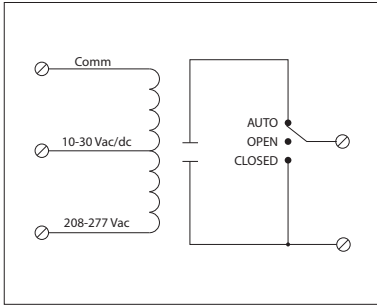 Comm
10-30 Vac/dc
208-277 Vac
AUTO
OPEN
CLOSED